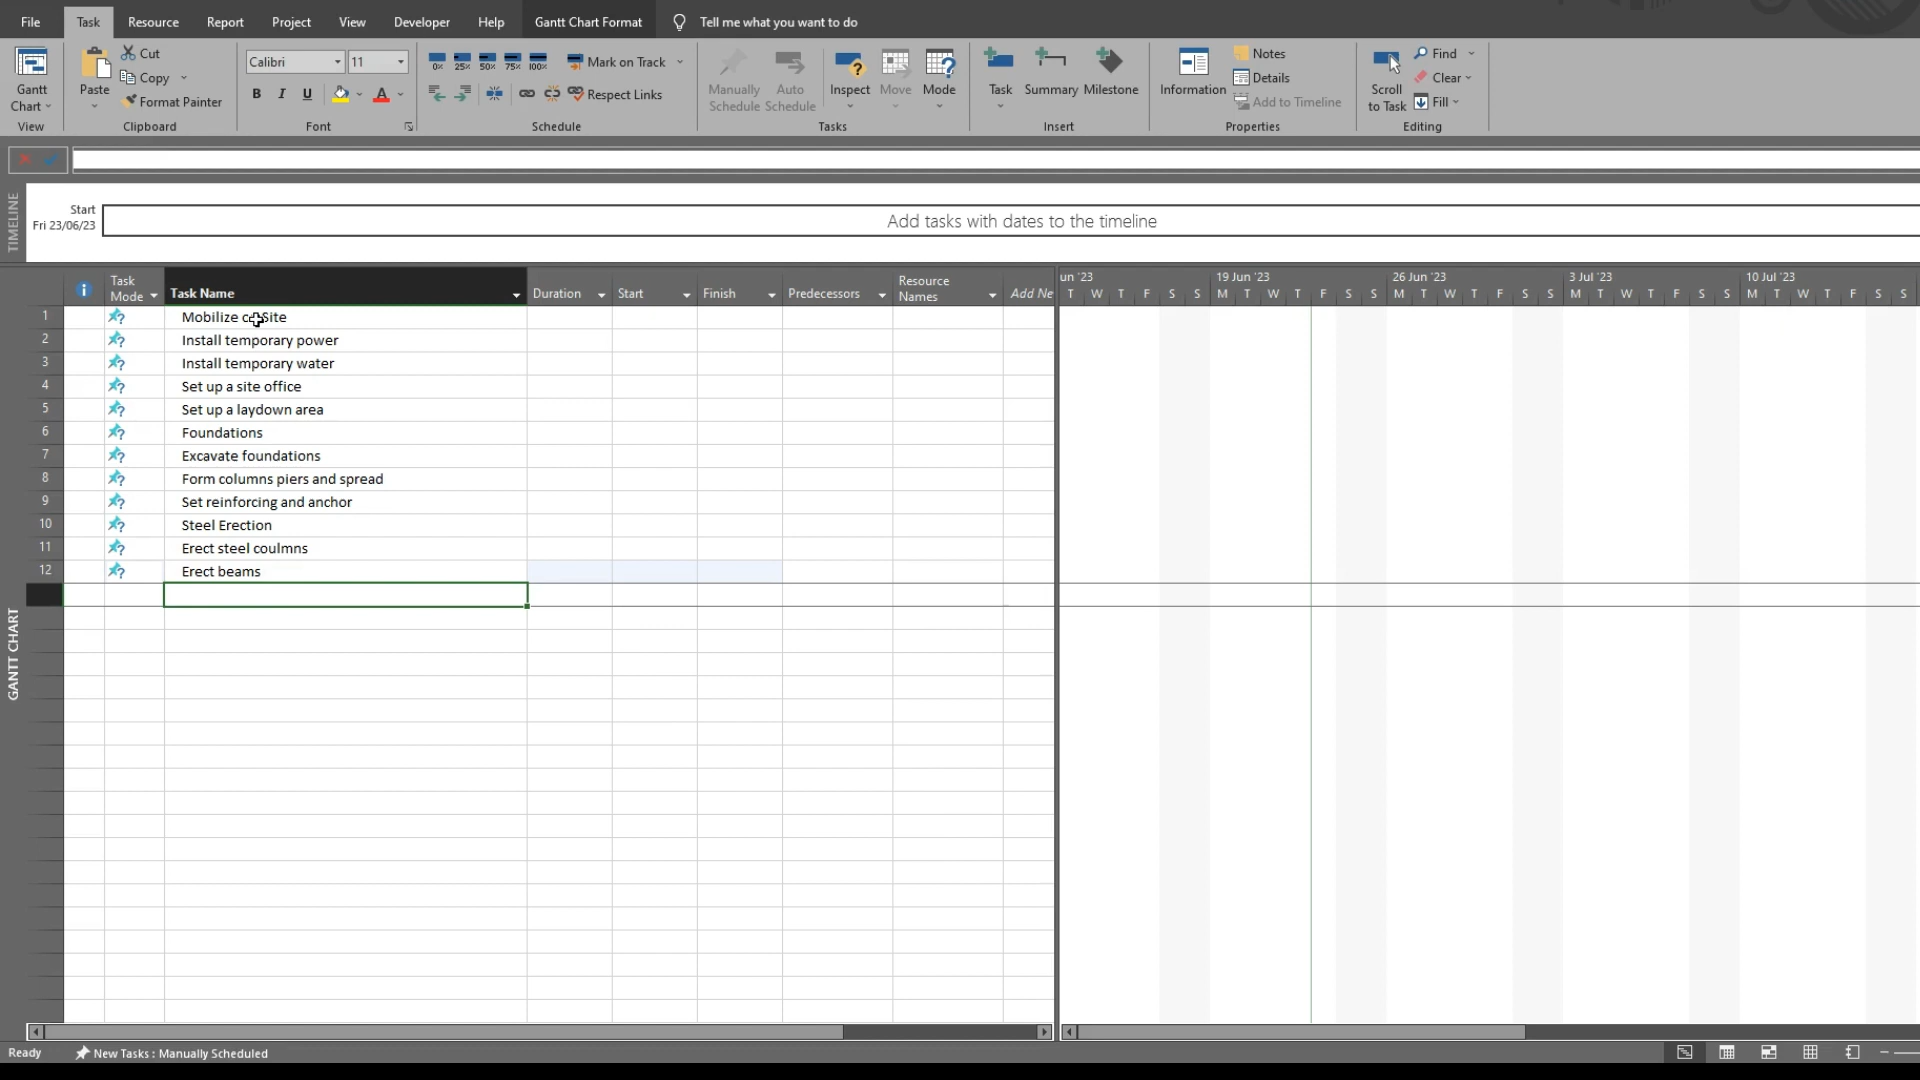 File Task Resource Report Project View Developer Help Gantt Chart Format Tell me what you want to do
Gantt Chart
View
Paste
Cut
Copy
Format Painter
Clipboard
Calibri 11
B I U A
Font
0% 25% 50% 75% 100%
Mark on Track
Respect Links
Schedule
Manually Schedule
Auto Schedule
Inspect
Move
Mode
Tasks
Task
Summary
Milestone
Insert
Information
Notes
Details
Add to Timeline
Properties
Scroll to Task
Find
Clear
Fill
Editing
TIMELINE
Start
Fri 23/06/23
Add tasks with dates to the timeline
Task Mode Task Name Duration Start Finish Predecessors Resource Names Add Ne
un '23 19 Jun '23 26 Jun '23 3 Jul '23 10 Jul '23
T W T F S S M T W T F S S M T W T F S S M T W T F S S M T W T F S S
1 Mobilize Site
2 Install temporary power
3 Install temporary water
4 Set up a site office
5 Set up a laydown area
6 Foundations
7 Excavate foundations
8 Form columns piers and spread
9 Set reinforcing and anchor
10 Steel Erection
11 Erect steel coulmns
12 Erect beams
GANTT CHART
Ready New Tasks : Manually Scheduled